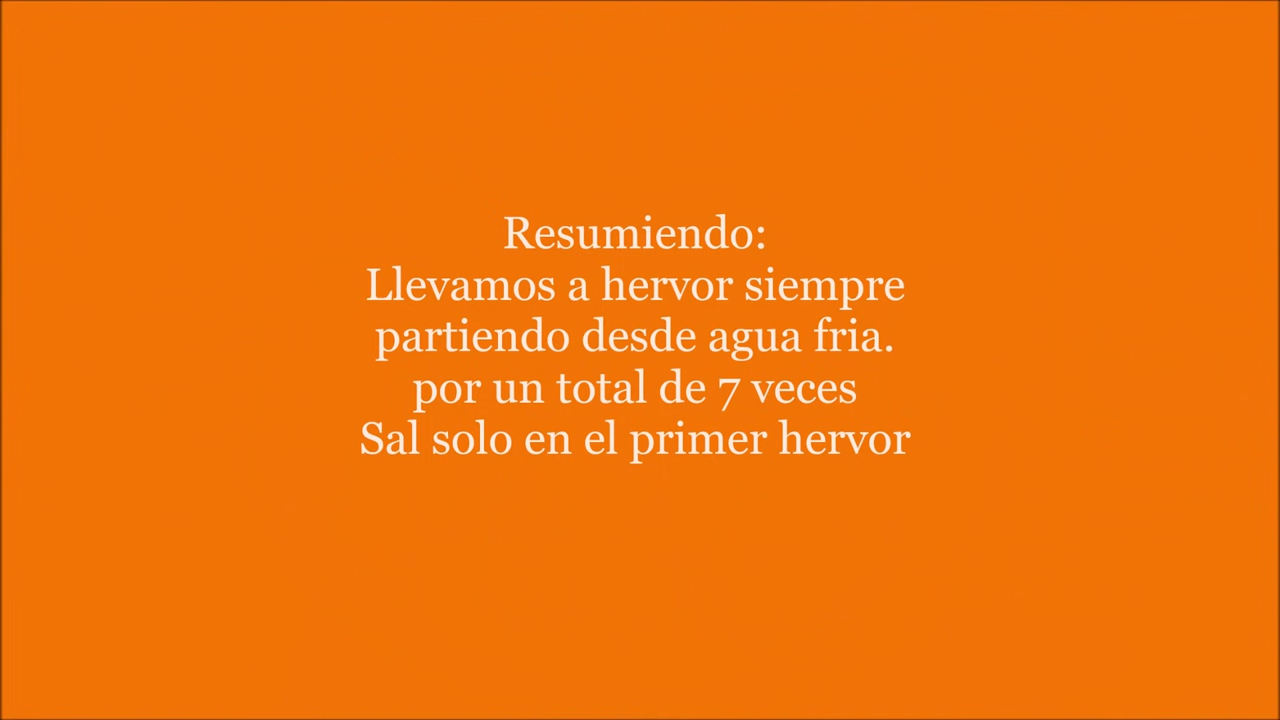 Resumiendo:
Llevamos a hervor siempre
partiendo desde agua fria.
por un total de 7 veces
Sal solo en el primer hervor